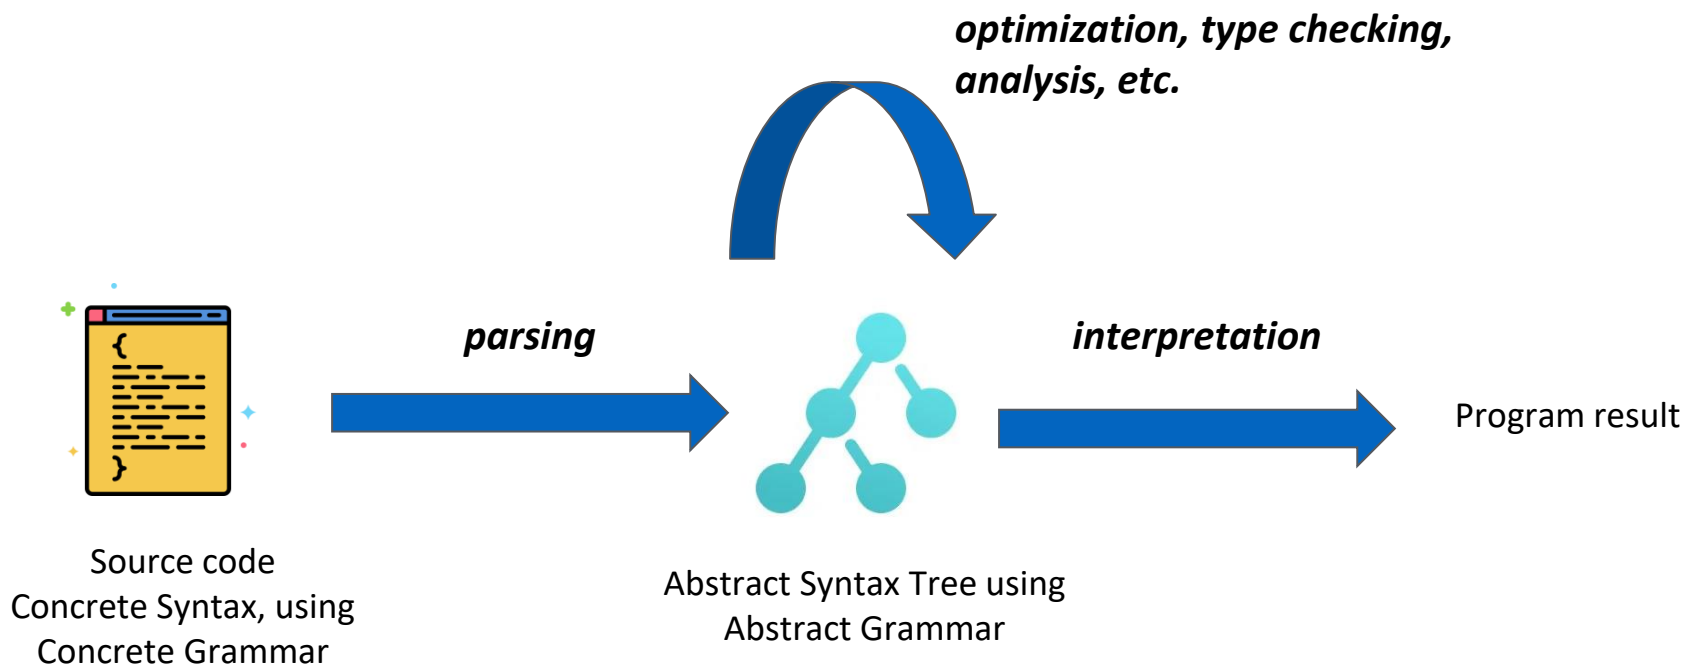 optimization, type checking,
analysis, etc.
parsing
interpretation
Program result
{
}
Source code
Concrete Syntax, using
Concrete Grammar
Abstract Syntax Tree using
Abstract Grammar